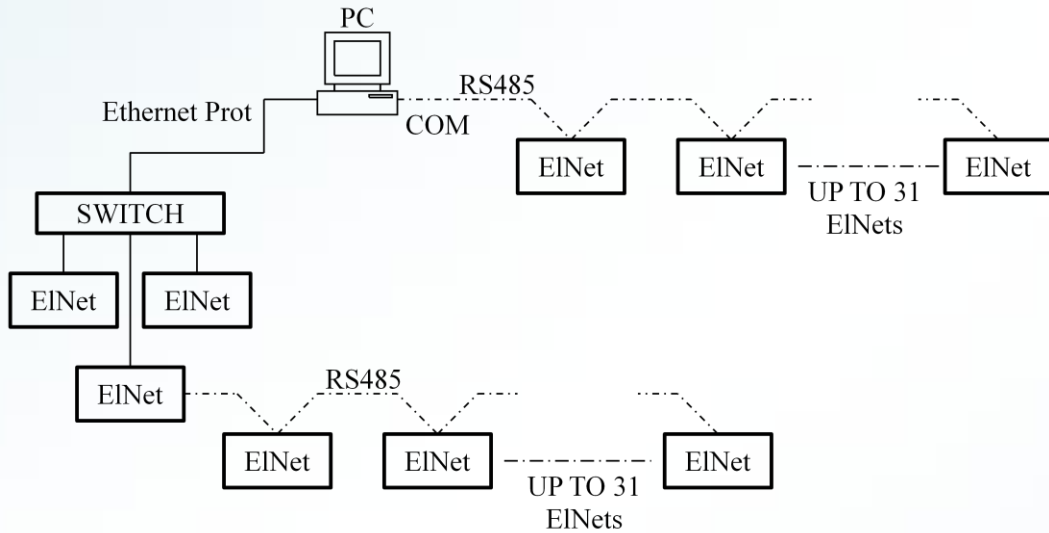 PC
RS485
Ethernet Prot
COM
ElNet
ElNet
ElNet
UP TO 31
ElNets
SWITCH
ElNet
ElNet
ElNet
RS485
ElNet
ElNet
ElNet
UP TO 31
ElNets